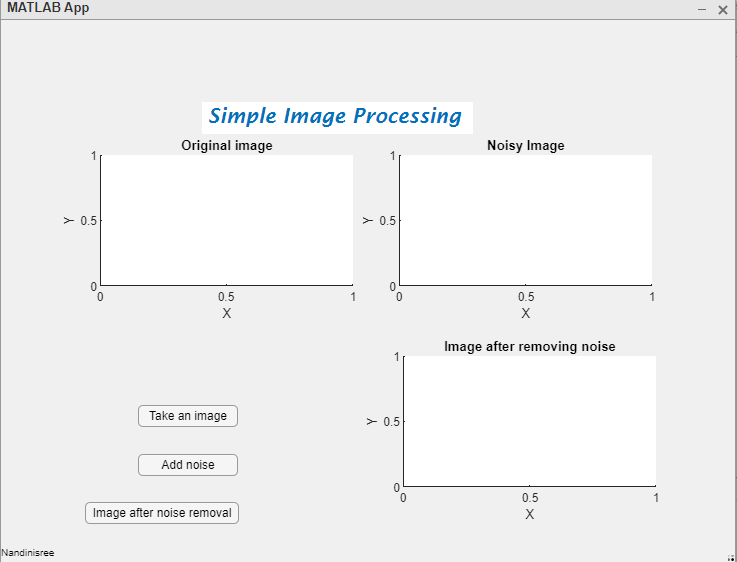 MATLAB App
Simple Image Processing
Original image
Noisy Image
1
0.5
0
Y
0
0.5
1
X
1
0.5
0
Y
0
0.5
1
X
Image after removing noise
1
0.5
0
Y
0
0.5
1
X
Take an image
Add noise
Image after noise removal
Nandinisree